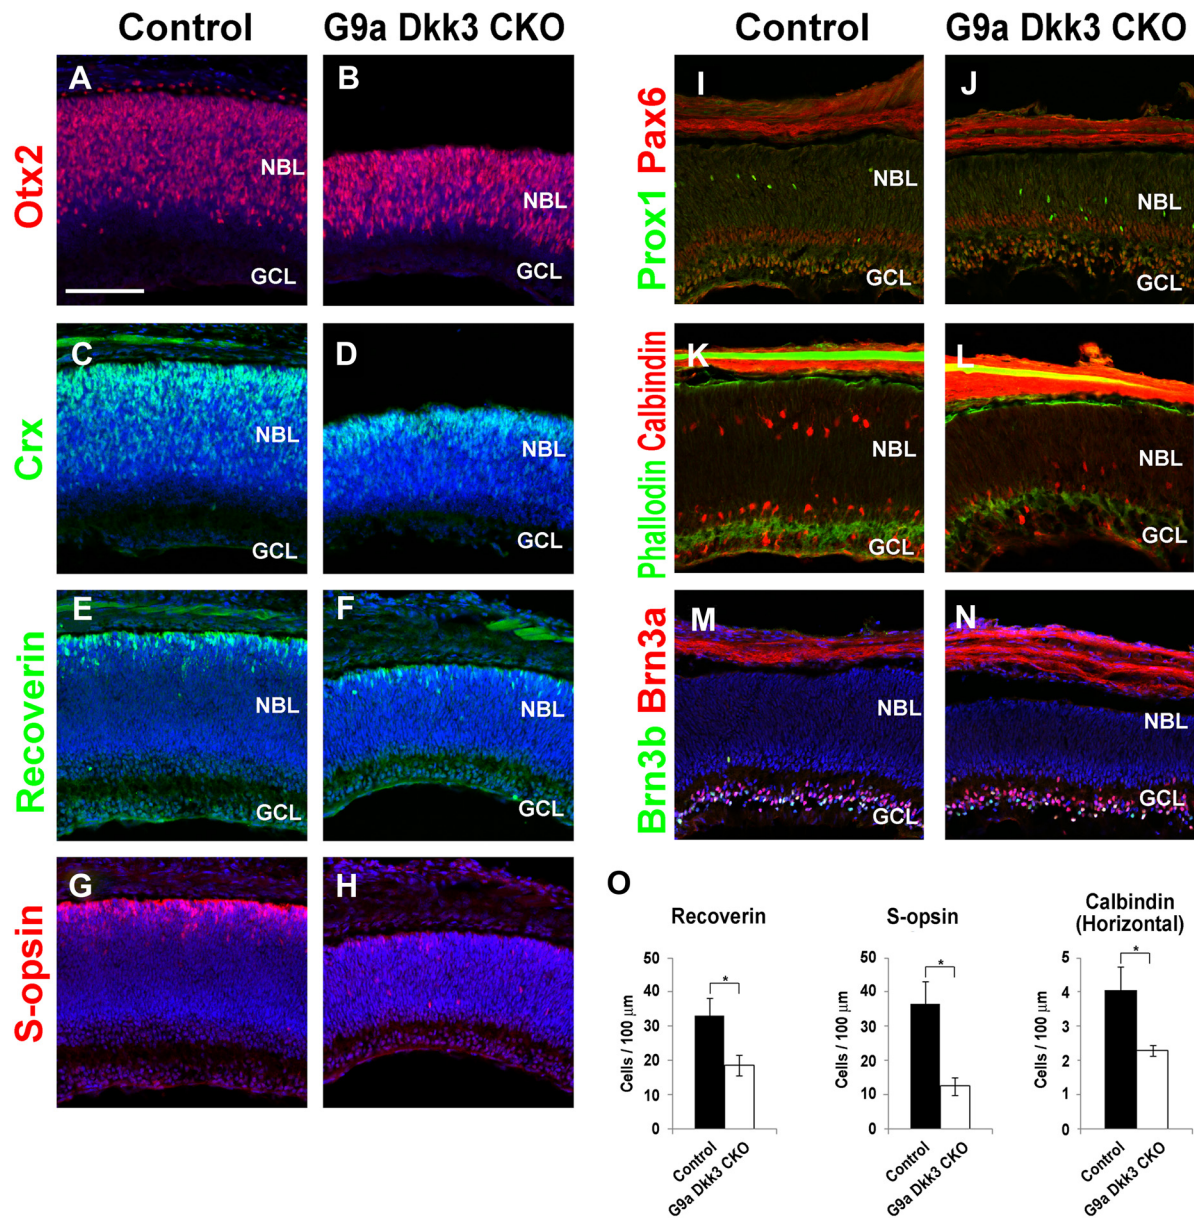 Control
G9a Dkk3 CKO
Control
G9a Dkk3 CKO
Otx2
A
NBL
GCL
B
NBL
GCL
Crx
C
NBL
GCL
D
NBL
GCL
Recoverin
E
NBL
GCL
F
NBL
GCL
S-opsin
G
H
Prox1 Pax6
I
NBL
GCL
J
NBL
GCL
Phallodin Calbindin
K
NBL
GCL
L
NBL
GCL
Brn3b Brn3a
M
NBL
GCL
N
NBL
GCL
O
Recoverin
Cells / 100 μm
50
40
30
20
10
0
*
Control
G9a Dkk3 CKO
S-opsin
Cells / 100 μm
50
40
30
20
10
0
*
Control
G9a Dkk3 CKO
Calbindin
(Horizontal)
Cells / 100 μm
5
4
3
2
1
0
*
Control
G9a Dkk3 CKO